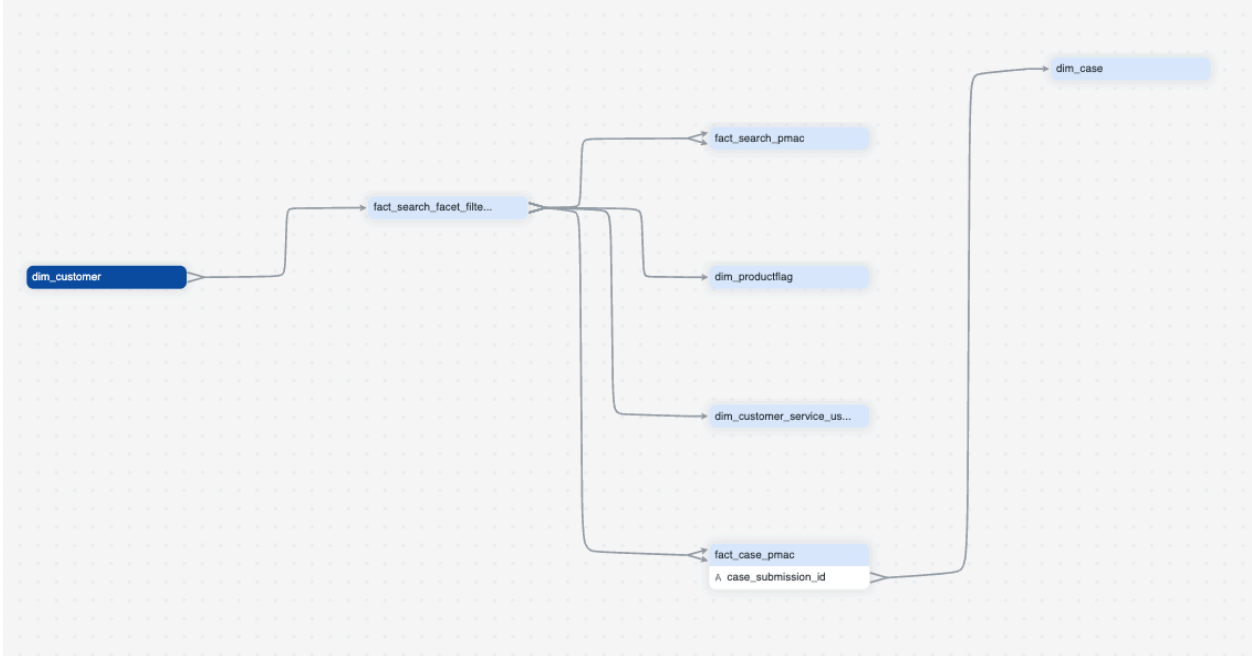 dim_case
fact_search_pmac
fact_search_facet_filte...
dim_customer
dim_productflag
dim_customer_service_us...
fact_case_pmac
A case_submission_id